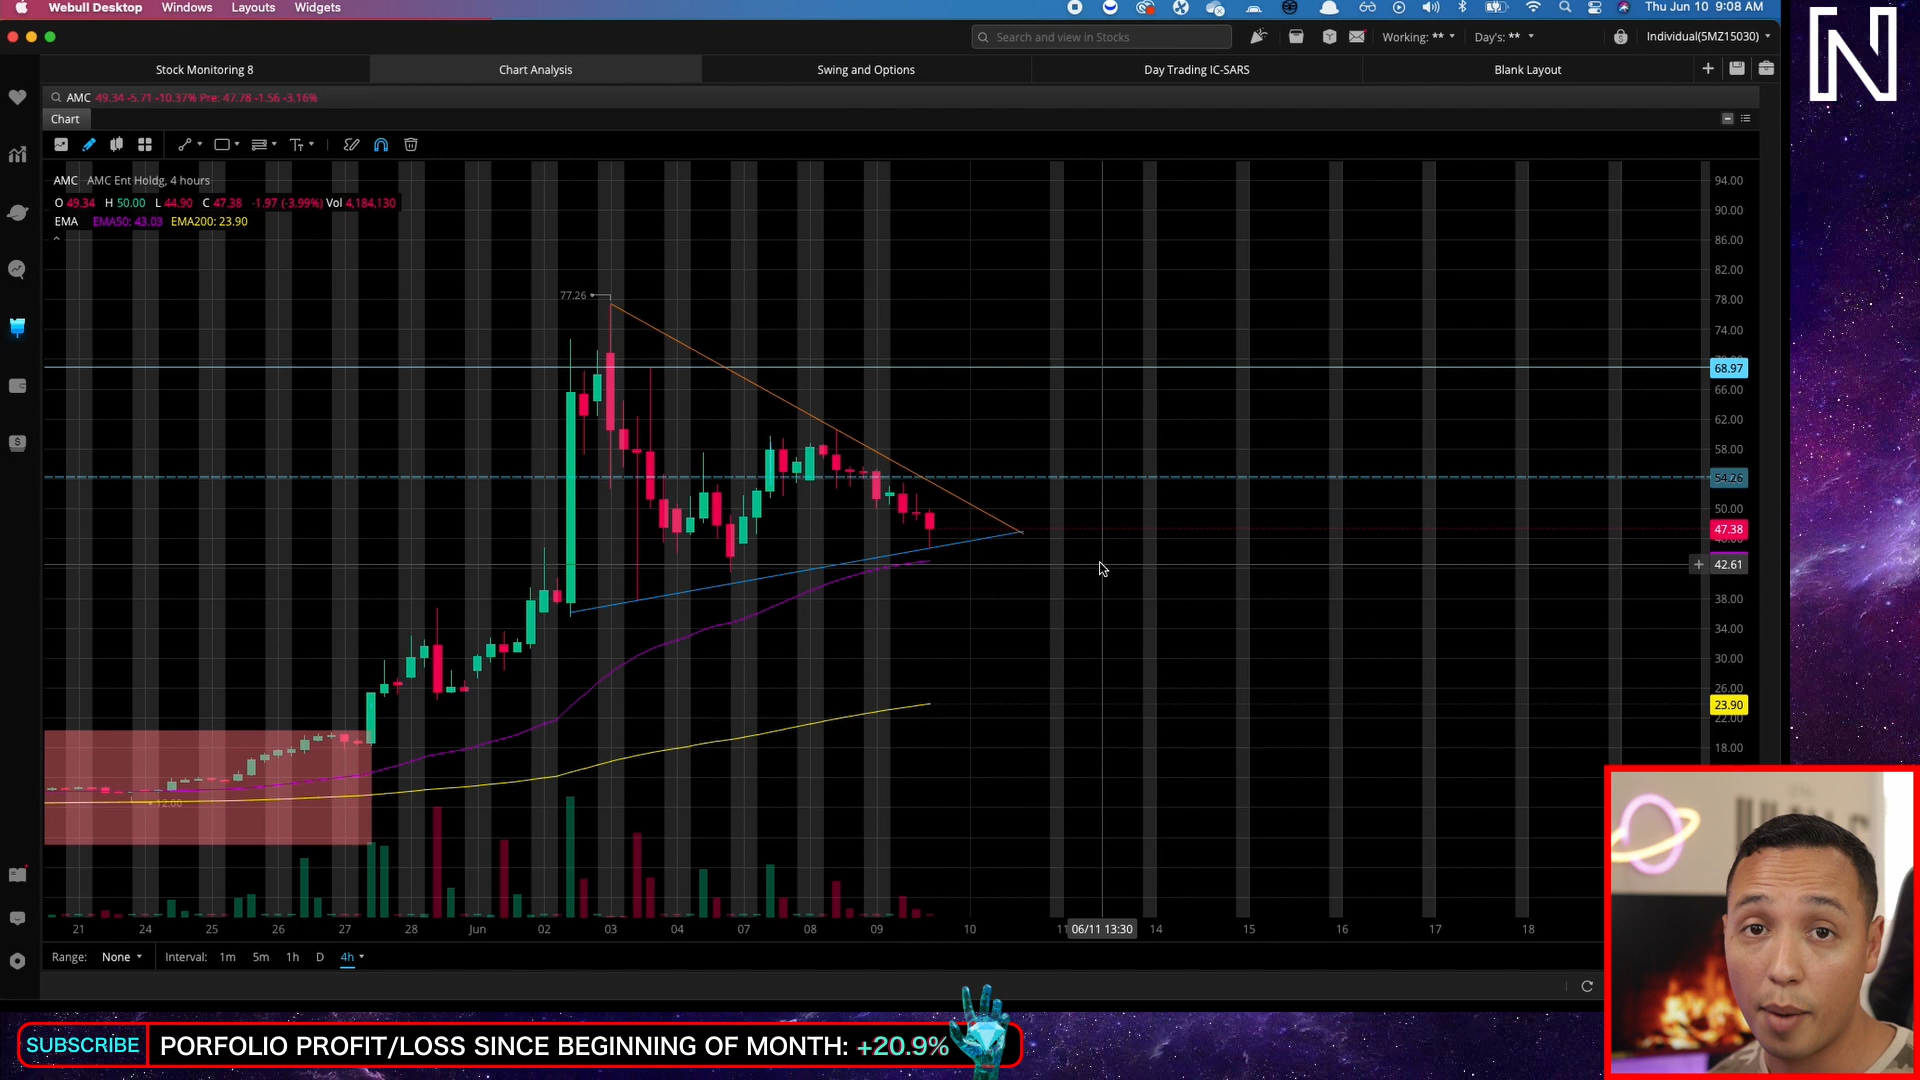 Webull Desktop Windows Layouts Widgets Thu Jun 10 9:08 AM
Search and view in Stocks Working: ** Day's: ** Individual(5MZ15030)
Stock Monitoring 8 Chart Analysis Swing and Options Day Trading IC-SARS Blank Layout
AMC 49.34 -5.71 -10.37% Pre: 47.78 -1.56 -3.16%
Chart
AMC AMC Ent Holdg, 4 hours
O 49.34 H 50.00 L 44.90 C 47.38 -1.97 (-3.99%) Vol 4,184,130
EMA EMA50: 43.03 EMA200: 23.90
94.00
90.00
86.00
82.00
77.26
78.00
74.00
68.97
66.00
62.00
58.00
54.26
50.00
47.38
42.61
38.00
34.00
30.00
26.00
23.90
22.00
18.00
12.00
21 24 25 26 27 28 Jun 02 03 04 07 08 09 10 11 06/11 13:30 14 15 16 17 18
Range: None Interval: 1m 5m 1h D 4h
SUBSCRIBE PORFOLIO PROFIT/LOSS SINCE BEGINNING OF MONTH: +20.9%